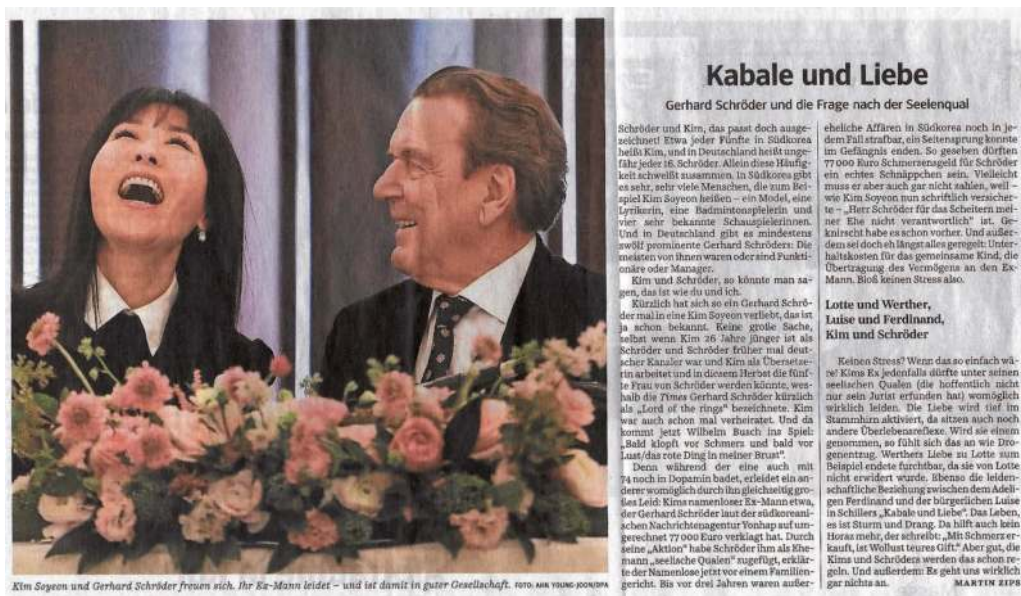 Kabale und Liebe
Gerhard Schröder und die Frage nach der Seelenqual
Schröder und Kim, das passt doch ausge-
zeichnet! Etwa jeder Fünfte in Südkorea
heißt Kim, und in Deutschland heißt unge-
fähr jeder 16. Schröder. Allein diese Häufig-
keit schweißt zusammen. In Südkorea gibt
es sehr, sehr viele Menschen, die zum Bei-
spiel Kim Soyeon heißen – ein Model, eine
Lyrikerin, eine Badmintonspielerin und
vier sehr bekannte Schauspielerinnen.
Und in Deutschland gibt es mindestens
zwölf prominente Gerhard Schröders: Die
meisten von ihnen waren oder sind Funktio-
näre oder Manager.
Kim und Schröder, so könnte man sa-
gen, das ist wie du und ich.
Kürzlich hat sich so ein Gerhard Schrö-
der mal in eine Kim Soyeon verliebt, das ist
ja schon bekannt. Keine große Sache,
selbst wenn Kim 26 Jahre jünger ist als
Schröder und Schröder früher mal deut-
scher Kanzler war und Kim als Übersetze-
rin arbeitet und in diesem Herbst die fünf-
te Frau von Schröder werden könnte, wes-
halb die Times Gerhard Schröder kürzlich
als „Lord of the rings“ bezeichnete. Kim
war auch schon mal verheiratet. Und da
kommt jetzt Wilhelm Busch ins Spiel:
„Bald klopft vor Schmerz und bald vor
Lust/das rote Ding in meiner Brust“.
Denn während der eine auch mit
74 noch in Dopamin badet, erleidet ein an-
derer womöglich durch ihn gleichzeitig gro-
ßes Leid: Kims namenloser Ex-Mann etwa,
der Gerhard Schröder laut der südkoreani-
schen Nachrichtenagentur Yonhap auf um-
gerechnet 77 000 Euro verklagt hat. Durch
seine „Aktion“ habe Schröder ihm als Ehe-
mann „seelische Qualen“ zugefügt, erklär-
te der Namenlose jetzt vor einem Familien-
gericht. Bis vor drei Jahren waren außer-
eheliche Affären in Südkorea noch in je-
dem Fall strafbar, ein Seitensprung konnte
im Gefängnis enden. So gesehen dürften
77 000 Euro Schmerzensgeld für Schröder
ein echtes Schnäppchen sein. Vielleicht
muss er aber auch gar nicht zahlen, weil –
wie Kim Soyeon nun schriftlich versicher-
te – „Herr Schröder für das Scheitern mei-
ner Ehe nicht verantwortlich“ ist. Ge-
knirscht habe es schon vorher. Und außer-
dem sei doch eh längst alles geregelt: Unter-
haltskosten für das gemeinsame Kind, die
Übertragung des Vermögens an den Ex-
Mann. Bloß keinen Stress also.
Lotte und Werther,
Luise und Ferdinand,
Kim und Schröder
Keinen Stress? Wenn das so einfach wä-
re! Kims Ex jedenfalls dürfte unter seinen
seelischen Qualen (die hoffentlich nicht
nur sein Jurist erfunden hat) womöglich
wirklich leiden. Die Liebe wird tief im
Stammhirn aktiviert, da sitzen auch noch
andere Überlebensreflexe. Wird sie einem
genommen, so fühlt sich das an wie Dro-
genentzug. Werthers Liebe zu Lotte zum
Beispiel endete furchtbar, da sie von Lotte
nicht erwidert wurde. Ebenso die leiden-
schaftliche Beziehung zwischen dem Adeli-
gen Ferdinand und der bürgerlichen Luise
in Schillers „Kabale und Liebe“. Das Leben,
es ist Sturm und Drang. Da hilft auch kein
Horaz mehr, der schreibt: „Mit Schmerz er-
kauft, ist Wollust teures Gift.“ Aber gut, die
Kims und Schröders werden das schon re-
geln. Und außerdem: Es geht uns wirklich
gar nichts an. MARTIN ZIPS
Kim Soyeon und Gerhard Schröder freuen sich. Ihr Ex-Mann leidet – und ist damit in guter Gesellschaft. FOTO: AHN YOUNG-JOON/DPA